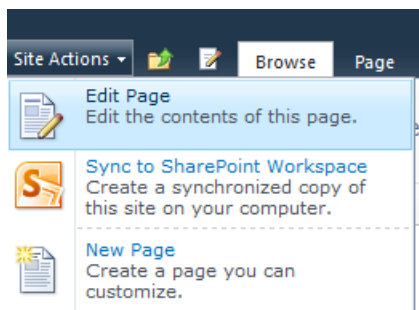 Site Actions Browse Page
Edit Page
Edit the contents of this page.
Sync to SharePoint Workspace
Create a synchronized copy of
this site on your computer.
New Page
Create a page you can
customize.